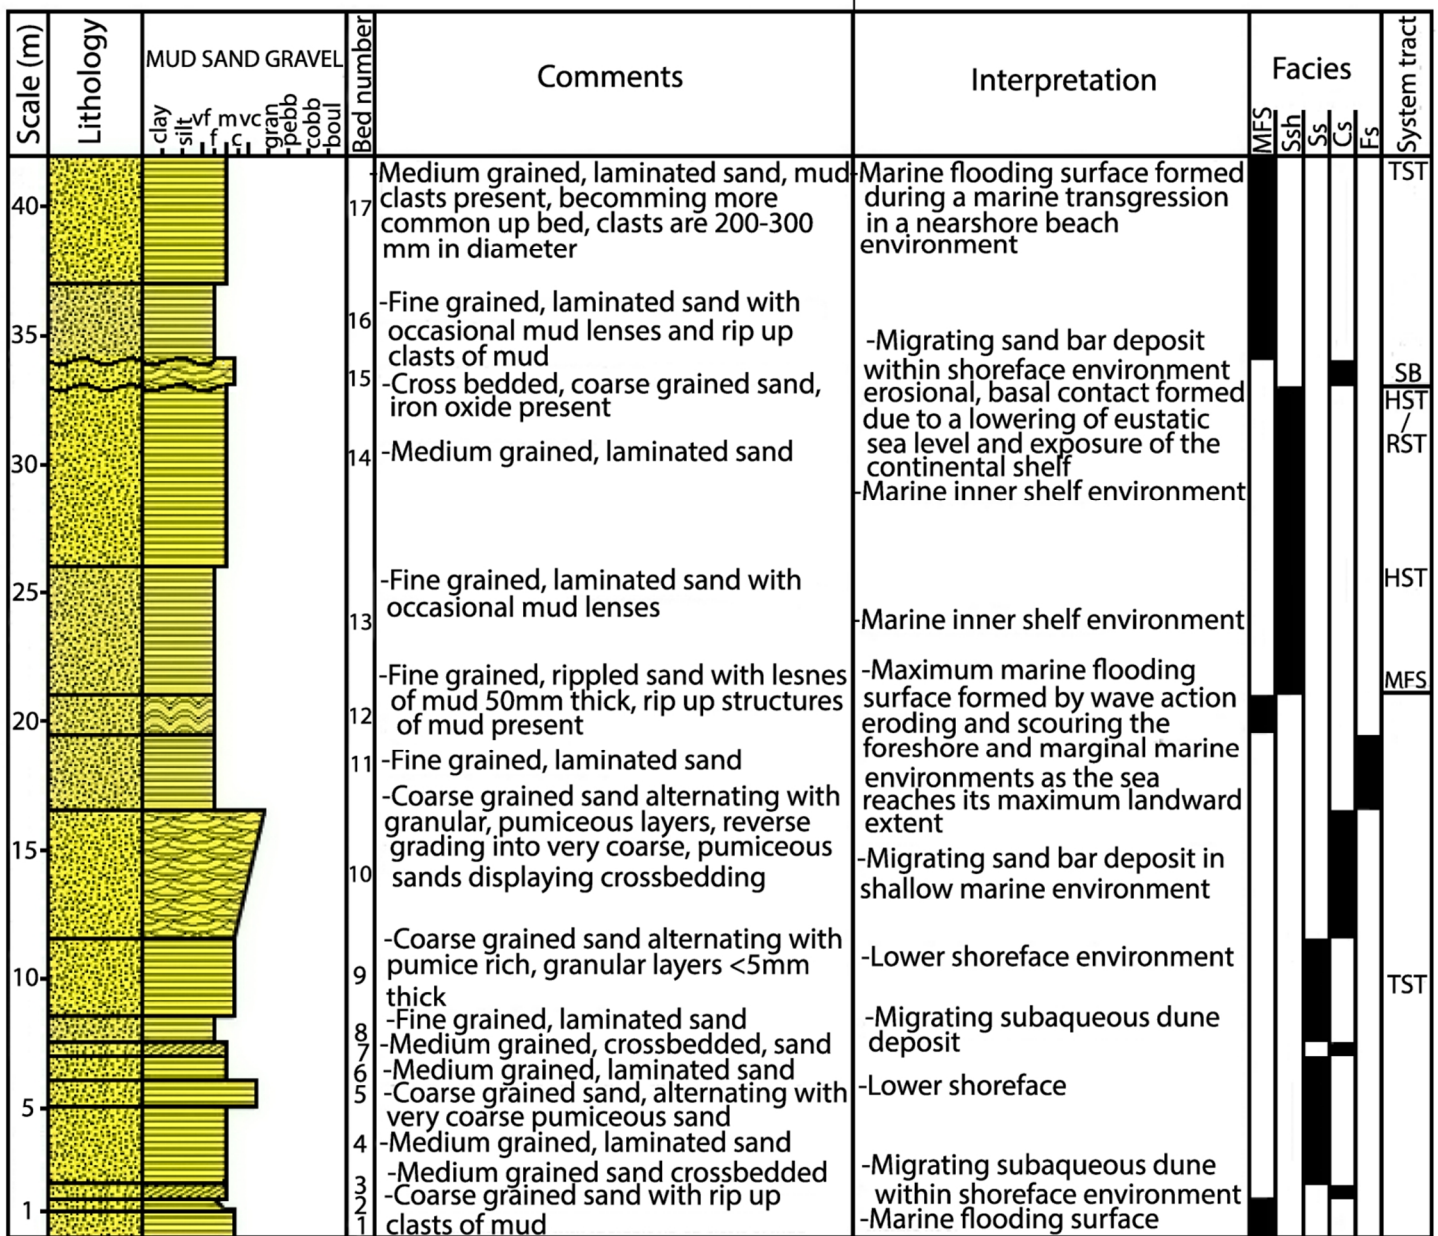 Scale (m)
Lithology
MUD SAND GRAVEL
clay
silt
vf
f
m
c
vc
gran
pebb
cobb
boul
Bed number
Comments
Interpretation
Facies
MFS
Ssh
Ss
Cs
Fs
System tract
40
35
30
25
20
15
10
5
1
17
16
15
14
13
12
11
10
9
8
7
6
5
4
3
2
1
-Medium grained, laminated sand, mud
clasts present, becomming more
common up bed, clasts are 200-300
mm in diameter
-Fine grained, laminated sand with
occasional mud lenses and rip up
clasts of mud
-Cross bedded, coarse grained sand,
iron oxide present
-Medium grained, laminated sand
-Fine grained, laminated sand with
occasional mud lenses
-Fine grained, rippled sand with lesnes
of mud 50mm thick, rip up structures
of mud present
-Fine grained, laminated sand
-Coarse grained sand alternating with
granular, pumiceous layers, reverse
grading into very coarse, pumiceous
sands displaying crossbedding
-Coarse grained sand alternating with
pumice rich, granular layers <5mm
thick
-Fine grained, laminated sand
-Medium grained, crossbedded, sand
-Medium grained, laminated sand
-Coarse grained sand, alternating with
very coarse pumiceous sand
-Medium grained, laminated sand
-Medium grained sand crossbedded
-Coarse grained sand with rip up
clasts of mud
-Marine flooding surface formed
during a marine transgression
in a nearshore beach
environment
-Migrating sand bar deposit
within shoreface environment
erosional, basal contact formed
due to a lowering of eustatic
sea level and exposure of the
continental shelf
-Marine inner shelf environment
-Marine inner shelf environment
-Maximum marine flooding
surface formed by wave action
eroding and scouring the
foreshore and marginal marine
environments as the sea
reaches its maximum landward
extent
-Migrating sand bar deposit in
shallow marine environment
-Lower shoreface environment
-Migrating subaqueous dune
deposit
-Lower shoreface
-Migrating subaqueous dune
within shoreface environment
-Marine flooding surface
TST
SB
HST
/
RST
HST
MFS
TST